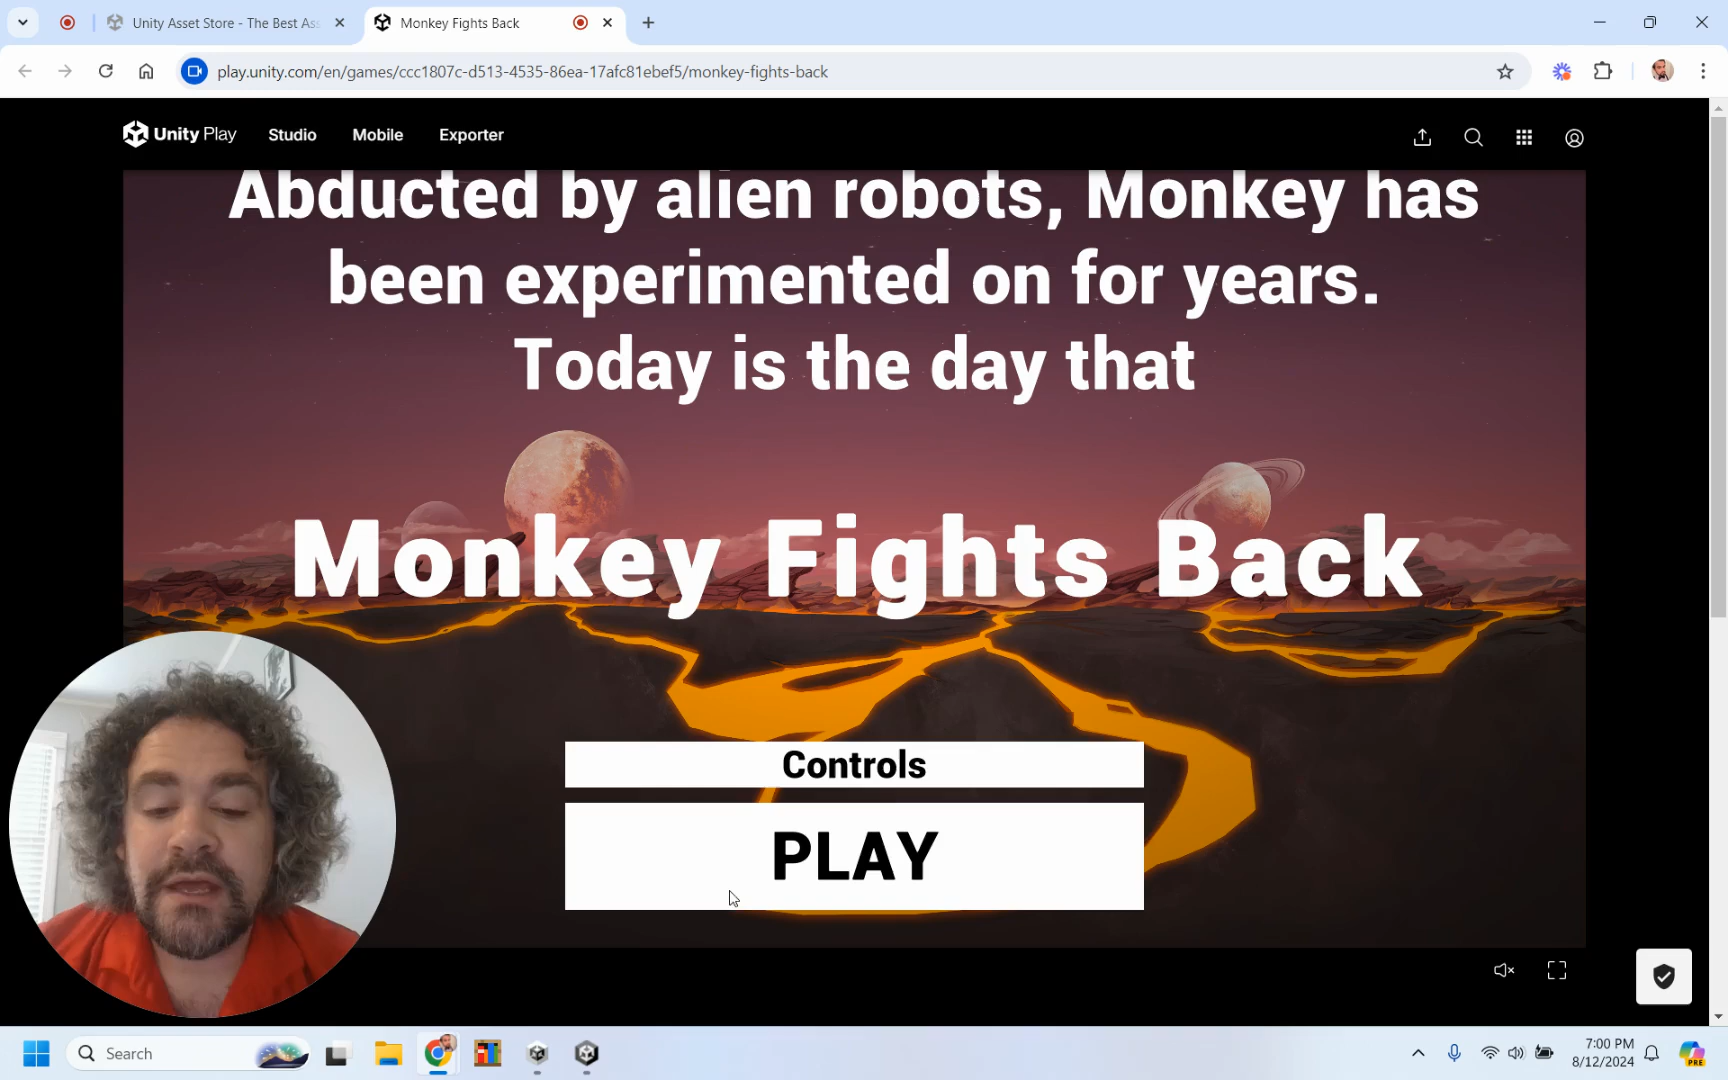 Unity Asset Store - The Best Ass
Monkey Fights Back
play.unity.com/en/games/ccc1807c-d513-4535-86ea-17afc81ebef5/monkey-fights-back
Unity Play
Studio
Mobile
Exporter
Abducted by alien robots, Monkey has
been experimented on for years.
Today is the day that
Monkey Fights Back
Controls
PLAY
Search
7:00 PM
8/12/2024
PRE